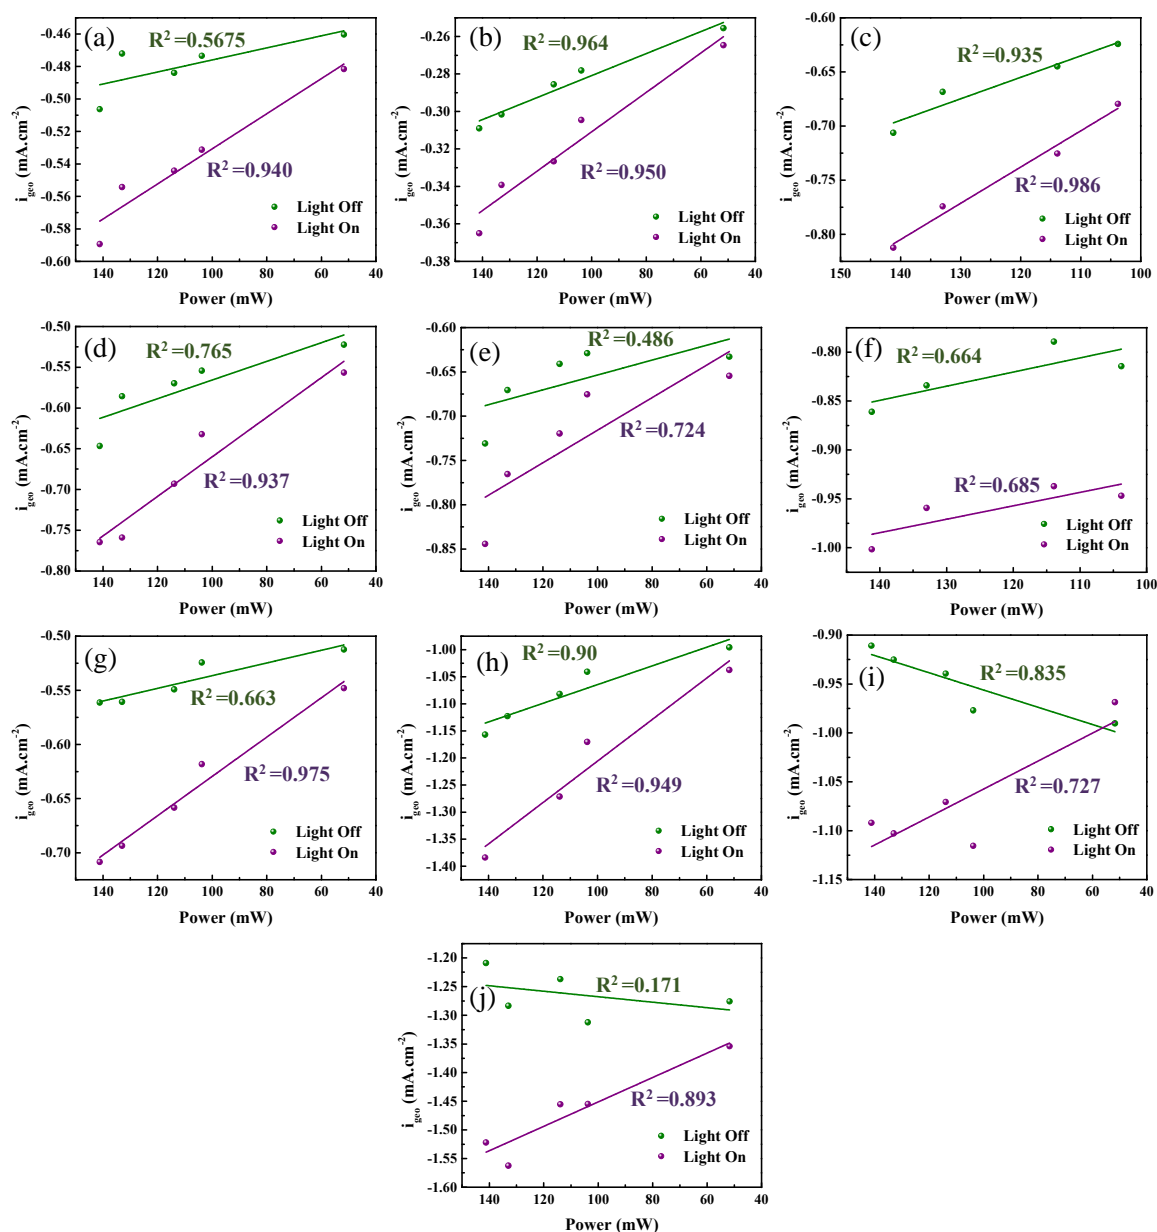 (a)
R2 =0.5675
R2 =0.940
Light Off
Light On
-0.46
-0.48
-0.50
-0.52
-0.54
-0.56
-0.58
-0.60
140 120 100 80 60 40
Power (mW)
igeo (mA.cm-2)
(b)
R2 =0.964
R2 =0.950
Light Off
Light On
-0.26
-0.28
-0.30
-0.32
-0.34
-0.36
-0.38
140 120 100 80 60 40
Power (mW)
igeo (mA.cm-2)
(c)
R2 =0.935
R2 =0.986
Light Off
Light On
-0.60
-0.65
-0.70
-0.75
-0.80
150 140 130 120 110 100
Power (mW)
igeo (mA.cm-2)
(d)
R2 =0.765
R2 =0.937
Light Off
Light On
-0.50
-0.55
-0.60
-0.65
-0.70
-0.75
-0.80
140 120 100 80 60 40
Power (mW)
igeo (mA.cm-2)
(e)
R2 =0.486
R2 =0.724
Light Off
Light On
-0.60
-0.65
-0.70
-0.75
-0.80
-0.85
140 120 100 80 60 40
Power (mW)
igeo (mA.cm-2)
(f)
R2 =0.664
R2 =0.685
Light Off
Light On
-0.80
-0.85
-0.90
-0.95
-1.00
140 130 120 110 100
Power (mW)
igeo (mA.cm-2)
(g)
R2 =0.663
R2 =0.975
Light Off
Light On
-0.50
-0.55
-0.60
-0.65
-0.70
140 120 100 80 60 40
Power (mW)
igeo (mA.cm-2)
(h)
R2 =0.90
R2 =0.949
Light Off
Light On
-1.00
-1.05
-1.10
-1.15
-1.20
-1.25
-1.30
-1.35
-1.40
140 120 100 80 60 40
Power (mW)
igeo (mA.cm-2)
(i)
R2 =0.835
R2 =0.727
Light Off
Light On
-0.90
-0.95
-1.00
-1.05
-1.10
-1.15
140 120 100 80 60 40
Power (mW)
igeo (mA.cm-2)
(j)
R2 =0.171
R2 =0.893
Light Off
Light On
-1.20
-1.25
-1.30
-1.35
-1.40
-1.45
-1.50
-1.55
-1.60
140 120 100 80 60 40
Power (mW)
igeo (mA.cm-2)